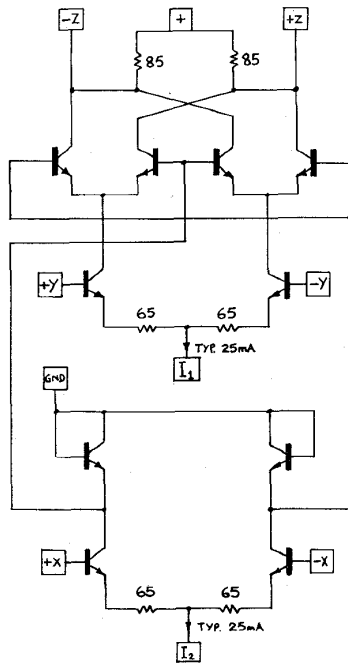 -Z + +Z
85 85
+Y -Y
65 65
TYP. 25mA
I₁
GND
+X -X
65 65
TYP. 25mA
I₂